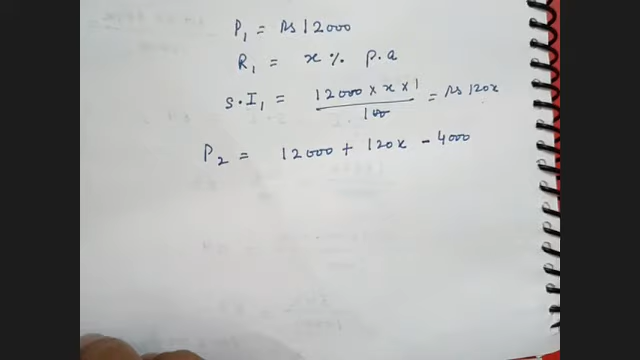 P₁ = Rs 12000
R₁ = x % p.a
S.I₁ = 12000 × x × 1 / 100 = Rs 120x
P₂ = 12000 + 120x - 4000